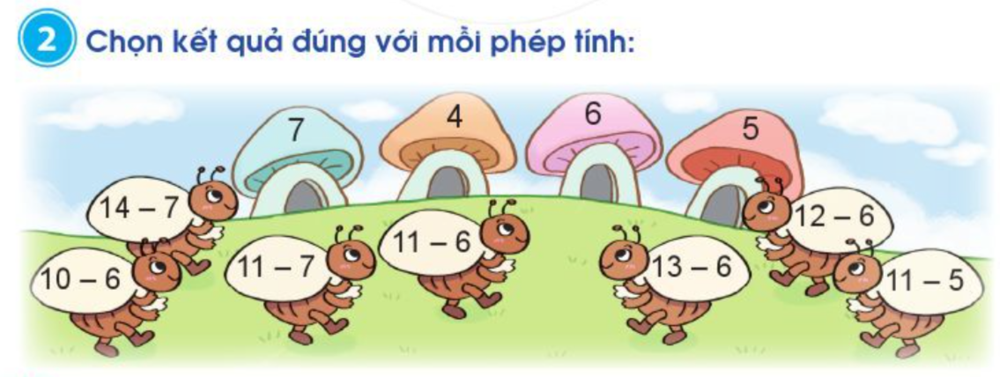 2 Chọn kết quả đúng với mỗi phép tính:
7 4 6 5
14 – 7
12 – 6
11 – 6
10 – 6
11 – 7
13 – 6
11 – 5